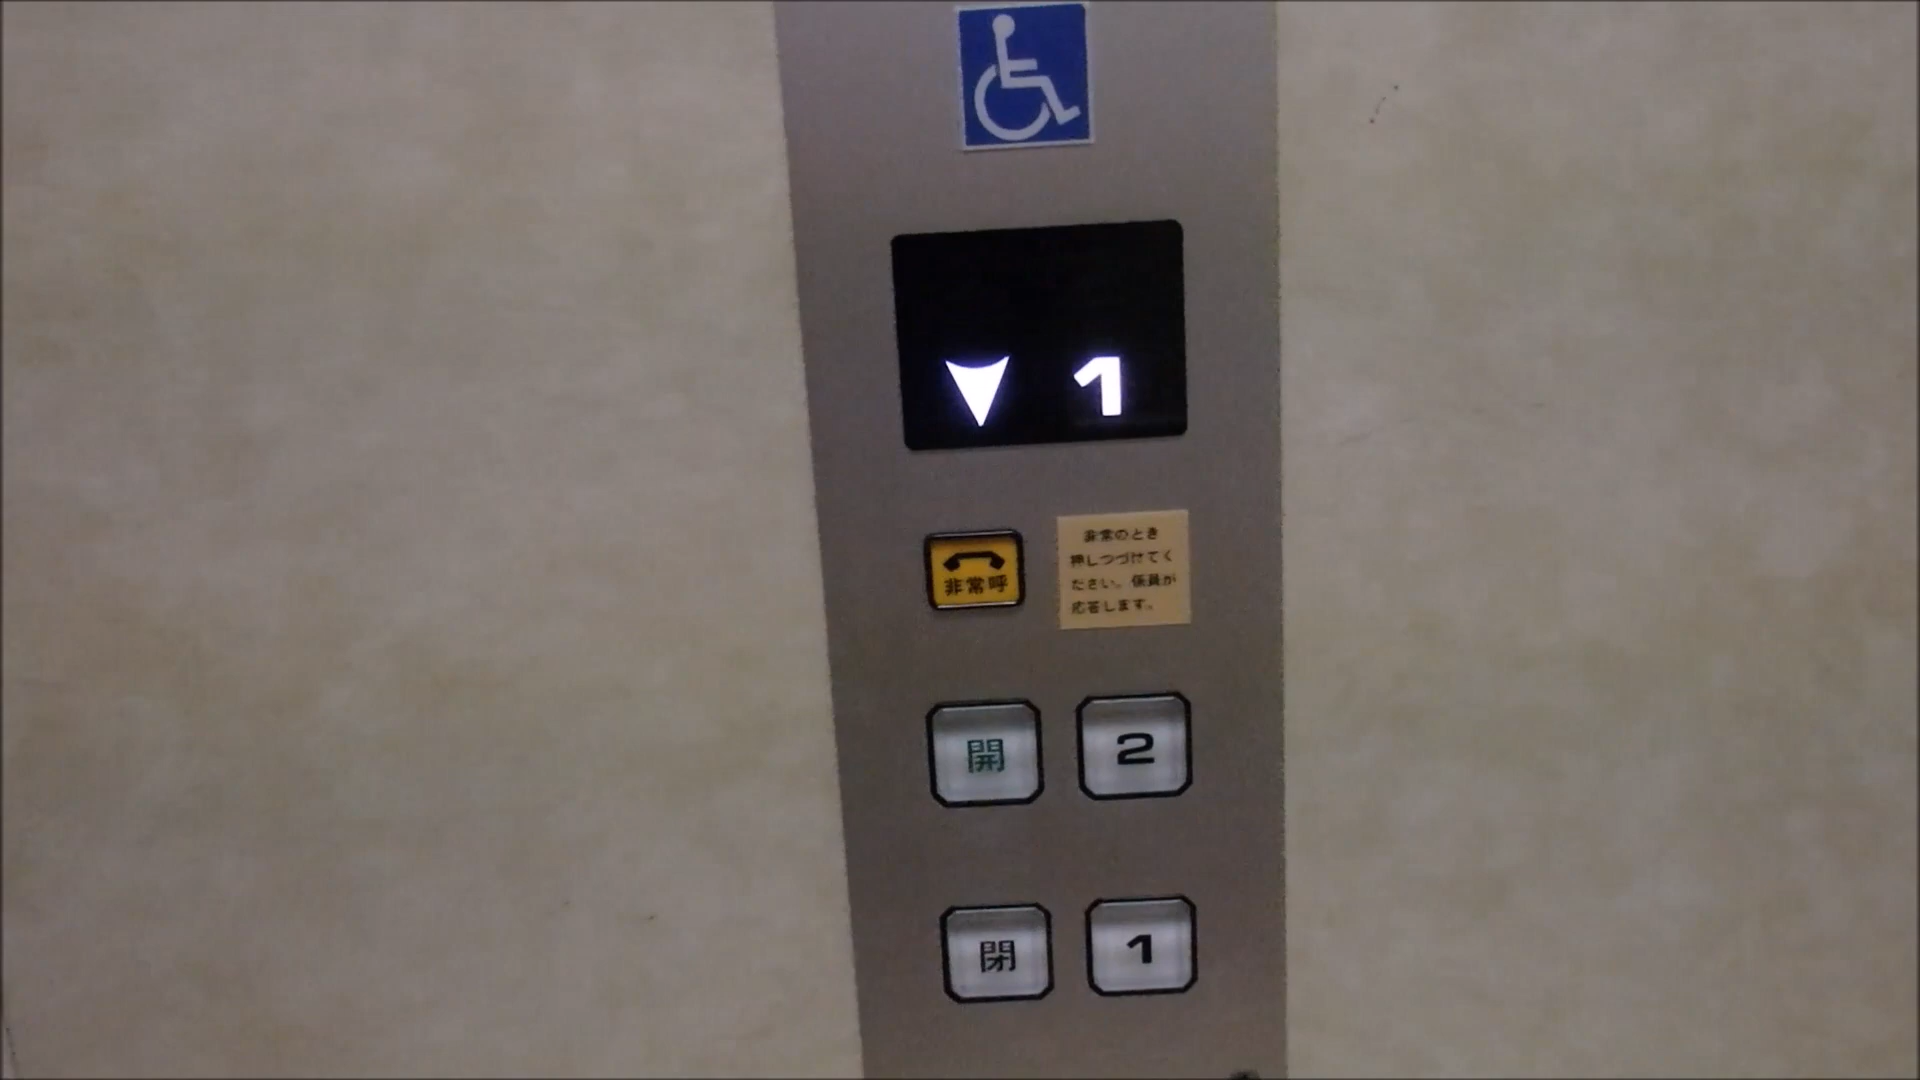 1
非常呼
非常のとき
押しつづけてく
ださい。係員が
応答します。
開
2
閉
1